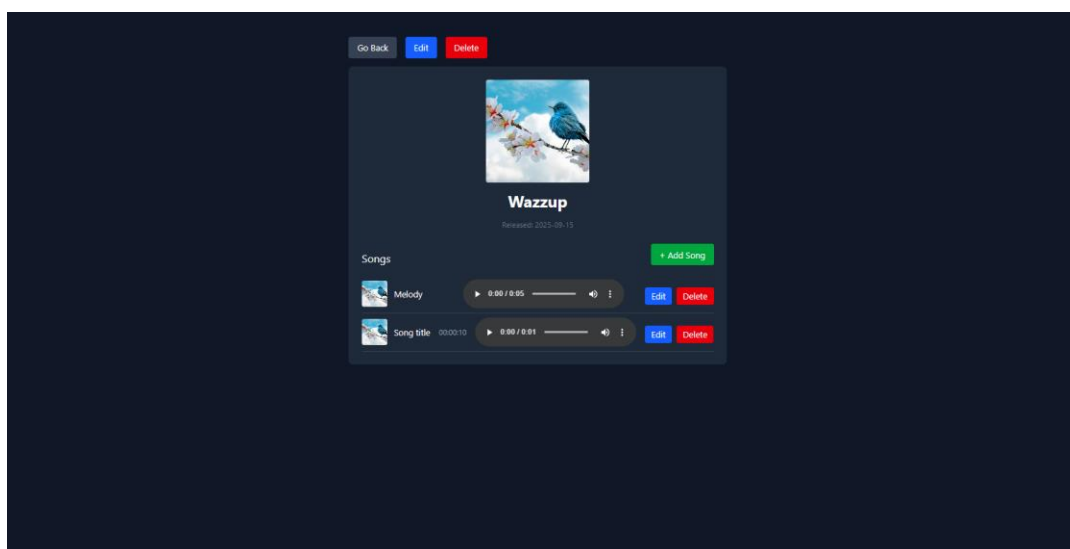 Go Back Edit Delete
Wazzup
Released: 2025-09-15
Songs + Add Song
Melody 0:00 / 0:05 Edit Delete
Song title 00:00:10 0:00 / 0:01 Edit Delete